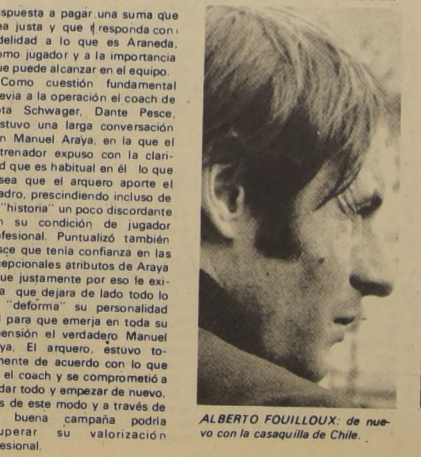 spuesta a pagar una suma que
a justa y que responda con
delidad a lo que es Araneda,
omo jugador y a la importancia
ue puede alcanzar en el equipo.
Como cuestión fundamental
evia a la operación el coach de
ta Schwager, Dante Pesce,
stuvo una larga conversación
n Manuel Araya, en la que el
trenador expuso con la clari-
d que es habitual en él lo que
sea que el arquero aporte el
adro, prescindiendo incluso de
"historia" un poco discordante
n su condición de jugador
ofesional. Puntualizó también
sce que tenía confianza en las
cepcionales atributos de Araya
ue justamente por eso le exi-
a que dejara de lado todo lo
"deforma" su personalidad
para que emerja en toda su
ensión el verdadero Manuel
ya. El arquero, estuvo to-
mente de acuerdo con lo que
el coach y se comprometió a
dar todo y empezar de nuevo,
s de este modo y a través de
buena campaña podría
uperar su valorización
esional.
ALBERTO FOUILLOUX: de nue-
vo con la casaquilla de Chile.